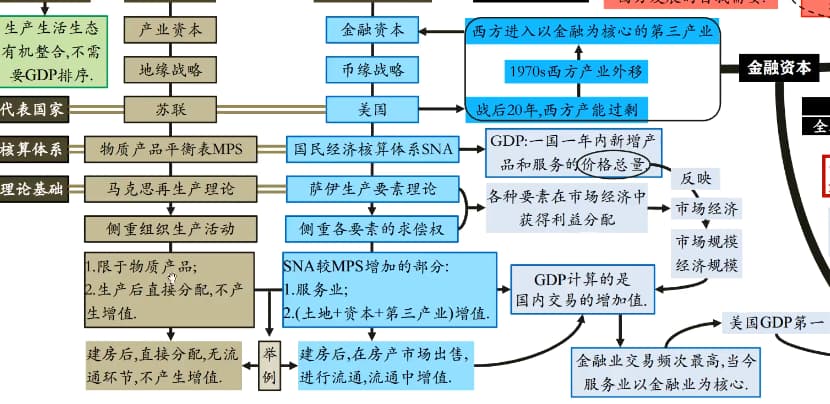 生产生活生态
有机整合,不需
要GDP排序.
产业资本
金融资本
西方进入以金融为核心的第三产业
地缘战略
币缘战略
1970s西方产业外移
金融资本
代表国家
苏联
美国
战后20年,西方产能过剩
核算体系
物质产品平衡表MPS
国民经济核算体系SNA
GDP:一国一年内新增产
品和服务的价格总量
全
理论基础
马克思再生产理论
萨伊生产要素理论
各种要素在市场经济中
获得利益分配
反映
市场经济
市场规模
经济规模
侧重组织生产活动
侧重各要素的求偿权
1.限于物质产品;
2.生产后直接分配,不产
生增值.
SNA较MPS增加的部分:
1.服务业;
2.(土地+资本+第三产业)增值.
GDP计算的是
国内交易的增加值.
美国GDP第一
建房后,直接分配,无流
通环节,不产生增值.
举
例
建房后,在房产市场出售,
进行流通,流通中增值.
金融业交易频次最高,当今
服务业以金融业为核心.